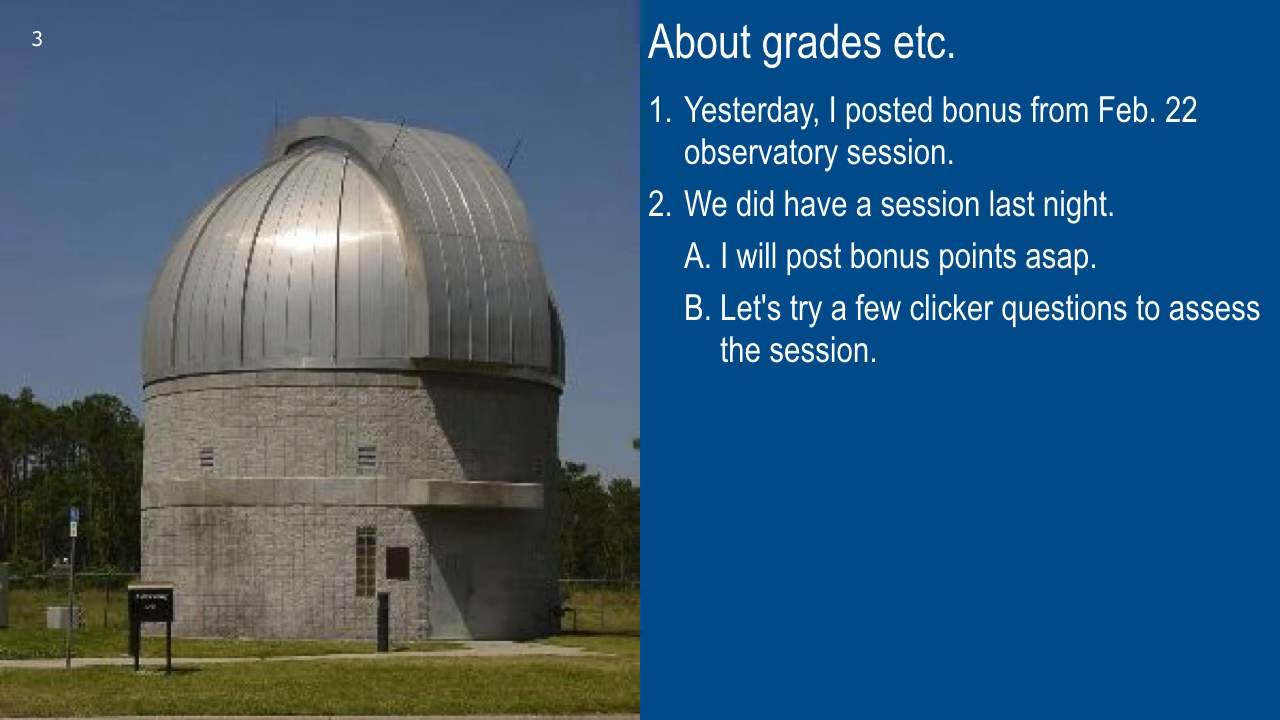 3
About grades etc.
1. Yesterday, I posted bonus from Feb. 22
observatory session.
2. We did have a session last night.
A. I will post bonus points asap.
B. Let's try a few clicker questions to assess
the session.